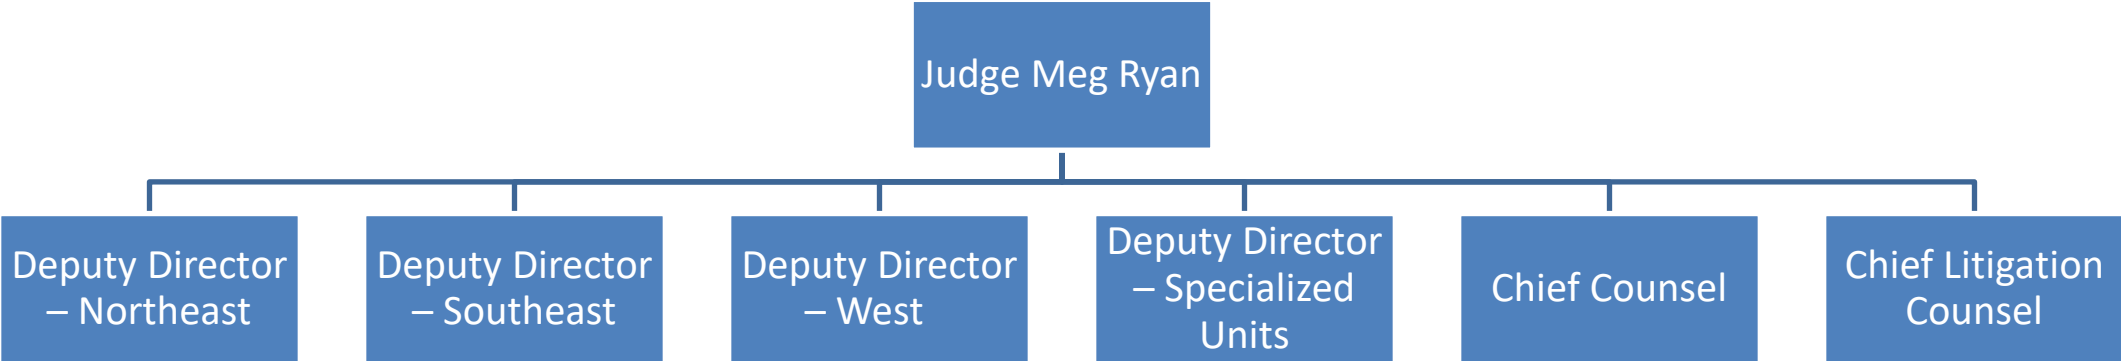 Judge Meg Ryan
Deputy Director
– Northeast
Deputy Director
– Southeast
Deputy Director
– West
Deputy Director
– Specialized
Units
Chief Counsel
Chief Litigation
Counsel